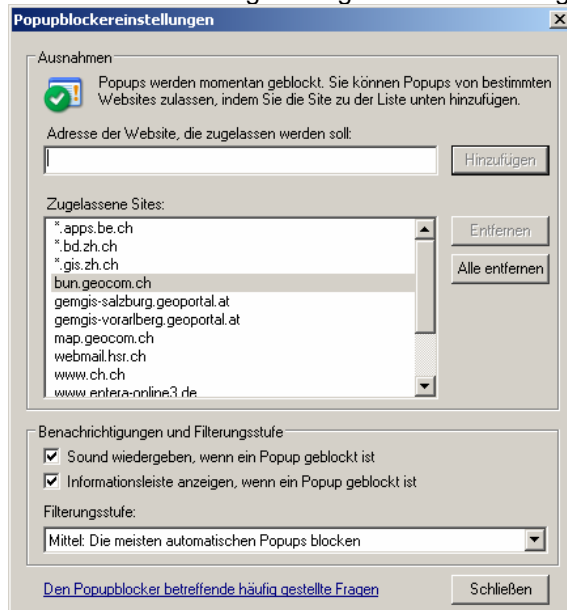 Popupblockereinstellungen
Ausnahmen
Popups werden momentan geblockt. Sie können Popups von bestimmten
Websites zulassen, indem Sie die Site zu der Liste unten hinzufügen.
Adresse der Website, die zugelassen werden soll:
Hinzufügen
Zugelassene Sites:
*.apps.be.ch
*.bd.zh.ch
*.gis.zh.ch
bun.geocom.ch
gemgis-salzburg.geoportal.at
gemgis-vorarlberg.geoportal.at
map.geocom.ch
webmail.hsr.ch
www.ch.ch
www.entera-online3.de
Entfernen
Alle entfernen
Benachrichtigungen und Filterungsstufe
Sound wiedergeben, wenn ein Popup geblockt ist
Informationsleiste anzeigen, wenn ein Popup geblockt ist
Filterungsstufe:
Mittel: Die meisten automatischen Popups blocken
Den Popupblocker betreffende häufig gestellte Fragen
Schließen